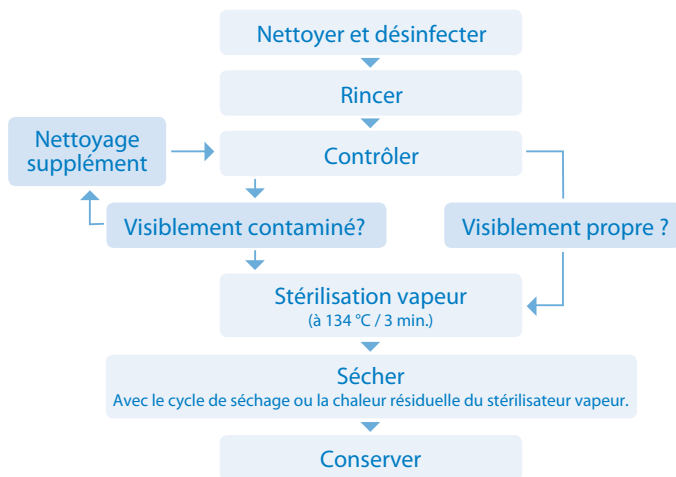 Nettoyer et désinfecter
Rincer
Nettoyage
supplément
Contrôler
Visiblement contaminé?
Visiblement propre ?
Stérilisation vapeur
(à 134 °C / 3 min.)
Sécher
Avec le cycle de séchage ou la chaleur résiduelle du stérilisateur vapeur.
Conserver